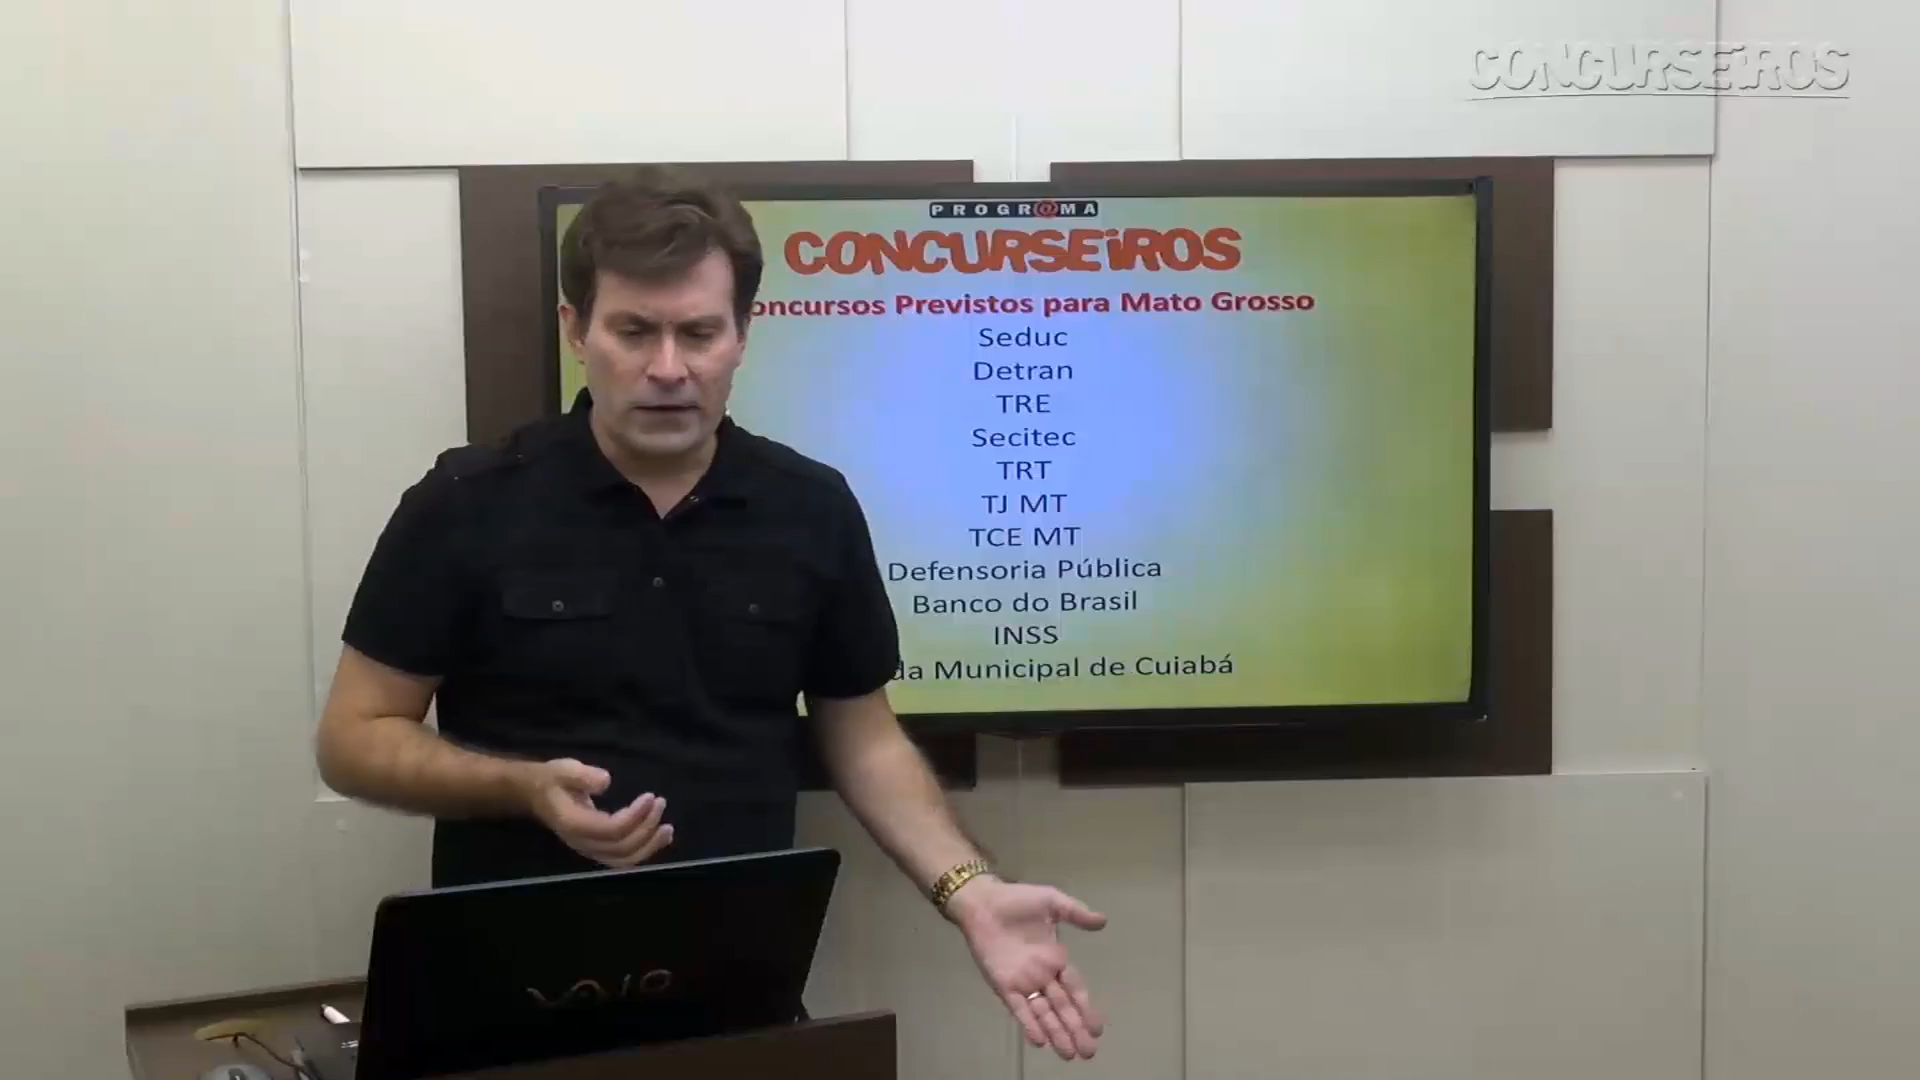 CONCURSEiROS
PROGR@MA
CONCURSEiROS
oncursos Previstos para Mato Grosso
Seduc
Detran
TRE
Secitec
TRT
TJ MT
TCE MT
Defensoria Pública
Banco do Brasil
INSS
da Municipal de Cuiabá
VAIO